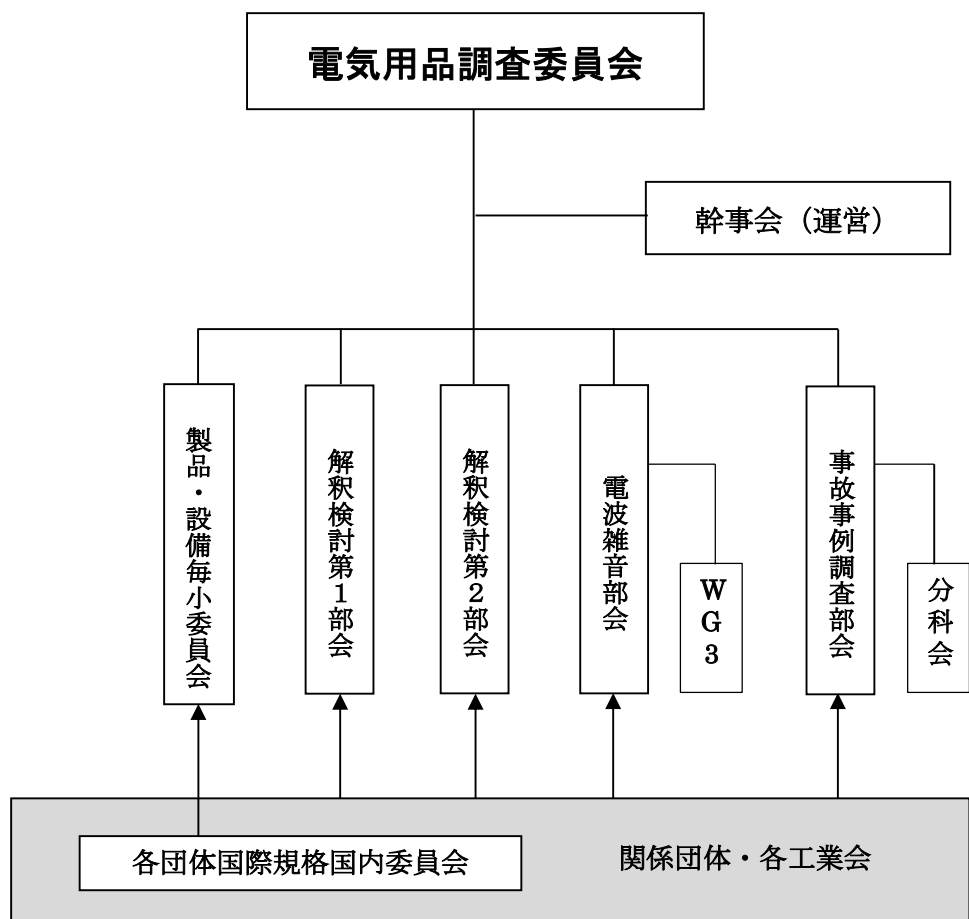 電気用品調査委員会
幹事会（運営）
製品・設備毎小委員会
解釈検討第1部会
解釈検討第2部会
電波雑音部会
WG3
事故事例調査部会
分科会
各団体国際規格国内委員会
関係団体・各工業会